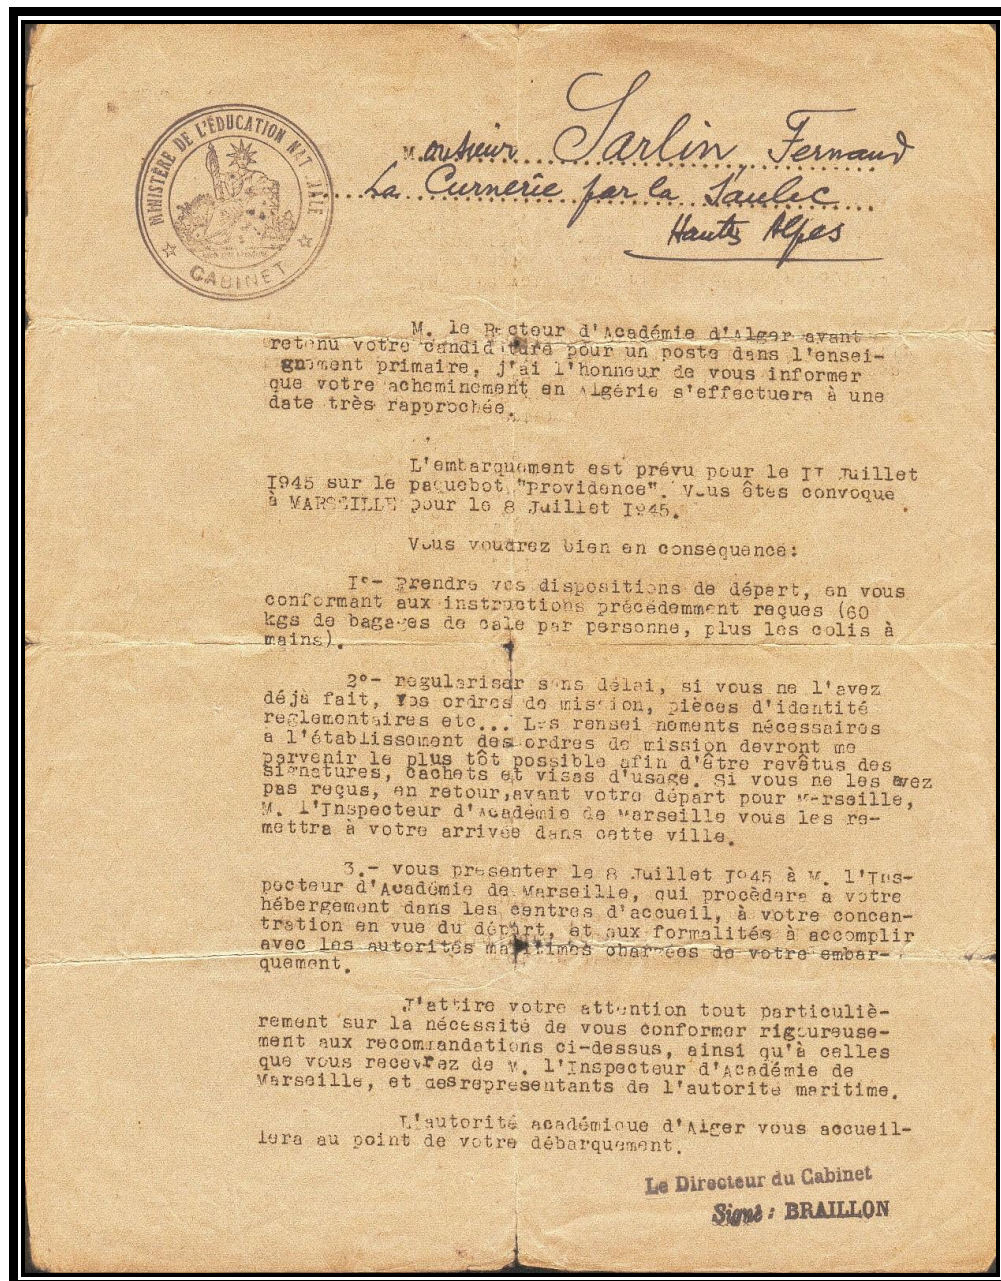 MINISTÈRE DE L'ÉDUCATION NATIONALE
CABINET
Monsieur Sarlin Fernand
La Curnerie par la Saulce
Hautes Alpes
M. le Recteur d'Académie d'Alger ayant
retenu votre candidature pour un poste dans l'ensei-
gnement primaire, j'ai l'honneur de vous informer
que votre acheminement en Algérie s'effectuera à une
date très rapprochée.
L'embarquement est prévu pour le II Juillet
I945 sur le paquebot "Providence". Vous êtes convoque
à MARSEILLE pour le 8 Juillet I945.
Vous voudrez bien en conséquence:
I°- Prendre vos dispositions de départ, en vous
conformant aux instructions précédemment reçues (60
kgs de bagages de cale par personne, plus les colis à
mains).
2°- regulariser sans délai, si vous ne l'avez
déjà fait, vos ordres de mission, pièces d'identité
reglementaires etc... Les renseignements nécessaires
a l'établissement des ordres de mission devront me
parvenir le plus tôt possible afin d'être revêtus des
signatures, cachets et visas d'usage. Si vous ne les avez
pas reçus, en retour,avant votre départ pour Marseille,
M. l'Inspecteur d'Académie de Marseille vous les re-
mettra à votre arrivée dans cette ville.
3.- vous présenter le 8 Juillet I945 à M. l'Ins-
pecteur d'Académie de Marseille, qui procèdera à votre
hébergement dans les centres d'accueil, à votre concen-
tration en vue du départ, et aux formalités à accomplir
avec les autorités maritimes chargées de votre embar-
quement.
J'attire votre attention tout particuliè-
rement sur la nécessité de vous conformer rigoureuse-
ment aux recommandations ci-dessus, ainsi qu'à celles
que vous recevrez de M. l'Inspecteur d'Académie de
Marseille, et desreprésentants de l'autorité maritime.
L'autorité académique d'Alger vous accueil-
lera au point de votre débarquement.
Le Directeur du Cabinet
Signé : BRAILLON